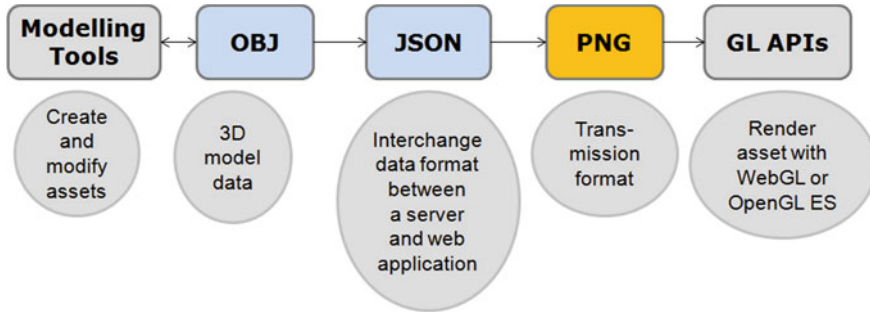 Modelling
Tools
OBJ
JSON
PNG
GL APIs
Create
and
modify
assets
3D
model
data
Interchange
data format
between
a server
and web
application
Trans-
mission
format
Render
asset with
WebGL or
OpenGL ES